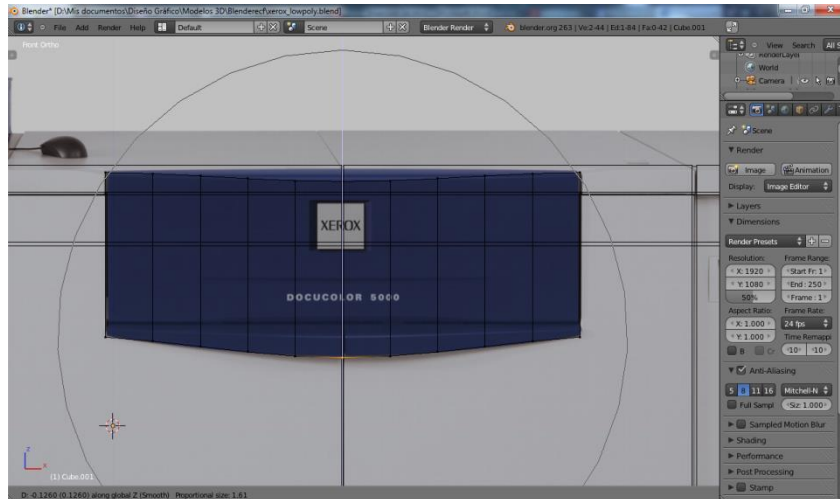 Blender* [D:\Mis documentos\Diseño Gráfico\Modelos 3D\Blenderecf\xerox_lowpoly.blend]
File Add Render Help Default Scene Blender Render blender.org 263 | Ve:2-44 | Ed:1-84 | Fa:0-42 | Cube.001
View Search All S
Front Ortho
RenderLayer
World
Camera
Scene
Render
Image Animation
Display: Image Editor
Layers
Dimensions
Render Presets
Resolution: Frame Range:
X: 1920 Start Fr: 1
Y: 1080 End: 250
50% Frame: 1
Aspect Ratio: Frame Rate:
X: 1.000 24 fps
Y: 1.000 Time Remappi
B Cr 10 10
Anti-Aliasing
5 8 11 16 Mitchell-N
Full Sampl Siz: 1.000
Sampled Motion Blur
Shading
Performance
Post Processing
Stamp
XEROX
DOCUCOLOR 5000
z
x
(1) Cube.001
D: -0.1260 (0.1260) along global Z (Smooth) Proportional size: 1.61